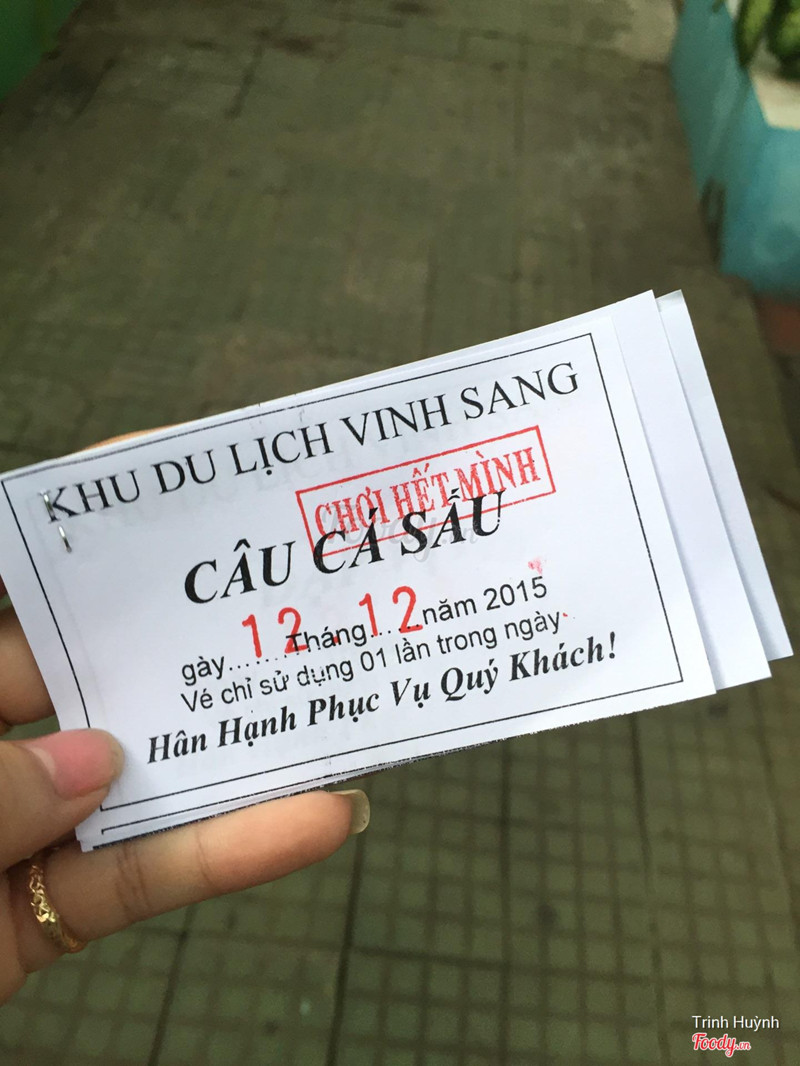 KHU DU LỊCH VINH SANG
CHƠI HẾT MÌNH
CÂU CÁ SẤU
gày....12.Tháng...12...năm 2015
Vé chỉ sử dụng 01 lần trong ngày
Hân Hạnh Phục Vụ Quý Khách!
Trinh Huỳnh
Foody.vn